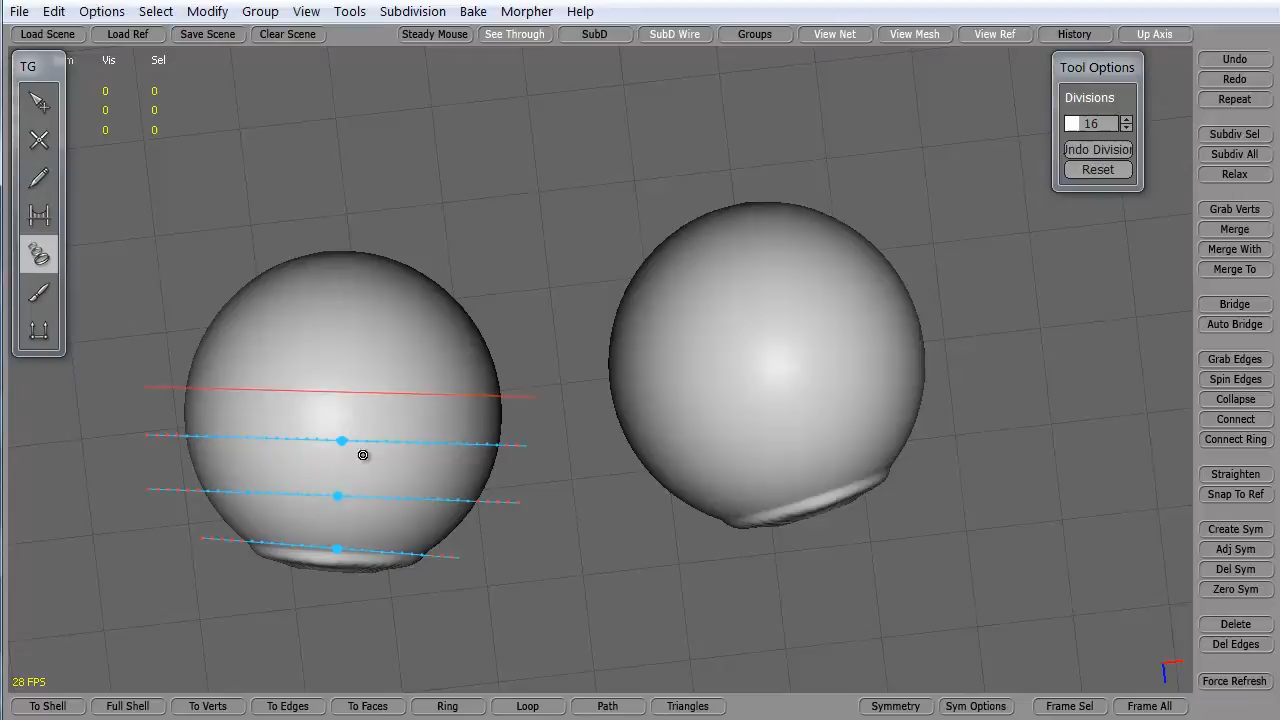 File Edit Options Select Modify Group View Tools Subdivision Bake Morpher Help
Load Scene Load Ref Save Scene Clear Scene Steady Mouse See Through SubD SubD Wire Groups View Net View Mesh View Ref History Up Axis
TG
Vis Sel
0 0
0 0
0 0
Tool Options
Divisions
16
Undo Division
Reset
Undo
Redo
Repeat
Subdiv Sel
Subdiv All
Relax
Grab Verts
Merge
Merge With
Merge To
Bridge
Auto Bridge
Grab Edges
Spin Edges
Collapse
Connect
Connect Ring
Straighten
Snap To Ref
Create Sym
Adj Sym
Del Sym
Zero Sym
Delete
Del Edges
Force Refresh
28 FPS
To Shell Full Shell To Verts To Edges To Faces Ring Loop Path Triangles Symmetry Sym Options Frame Sel Frame All